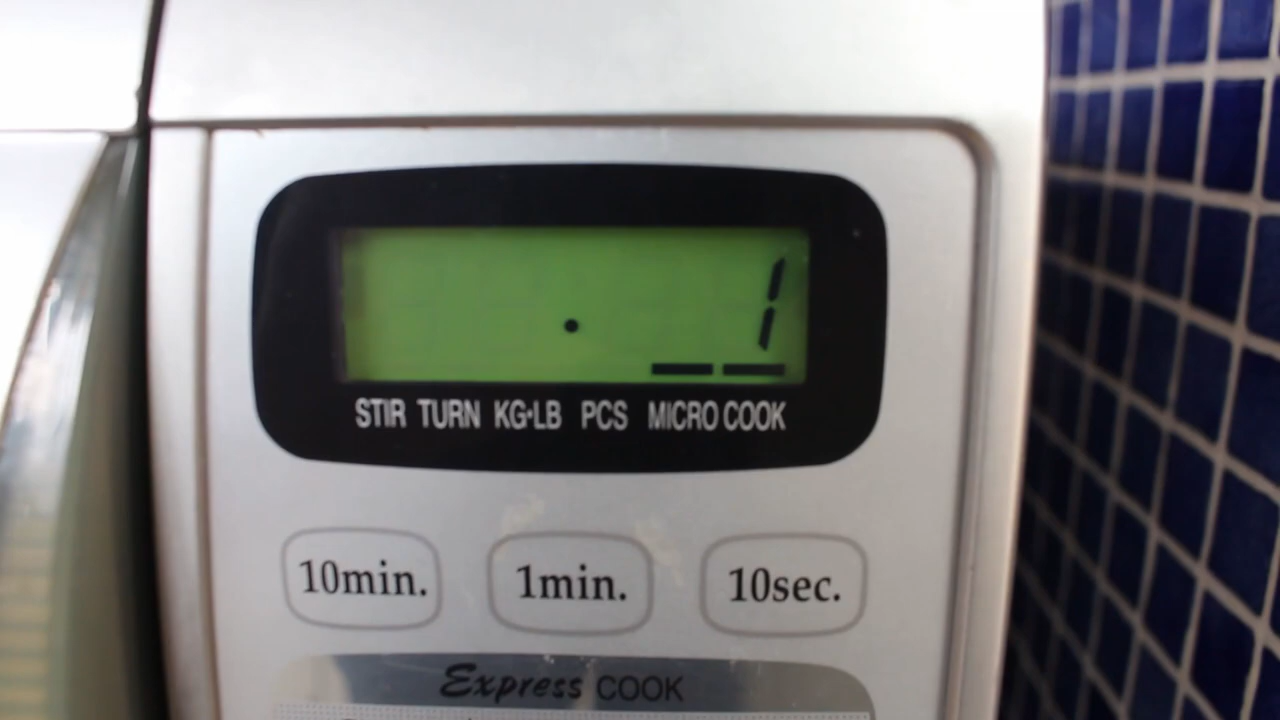 . 1
STIR TURN KG·LB PCS MICRO COOK
10min. 1min. 10sec.
Express COOK